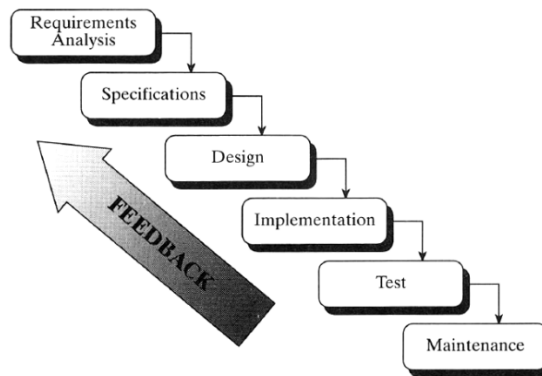 Requirements
Analysis
Specifications
Design
Implementation
Test
Maintenance
FEEDBACK